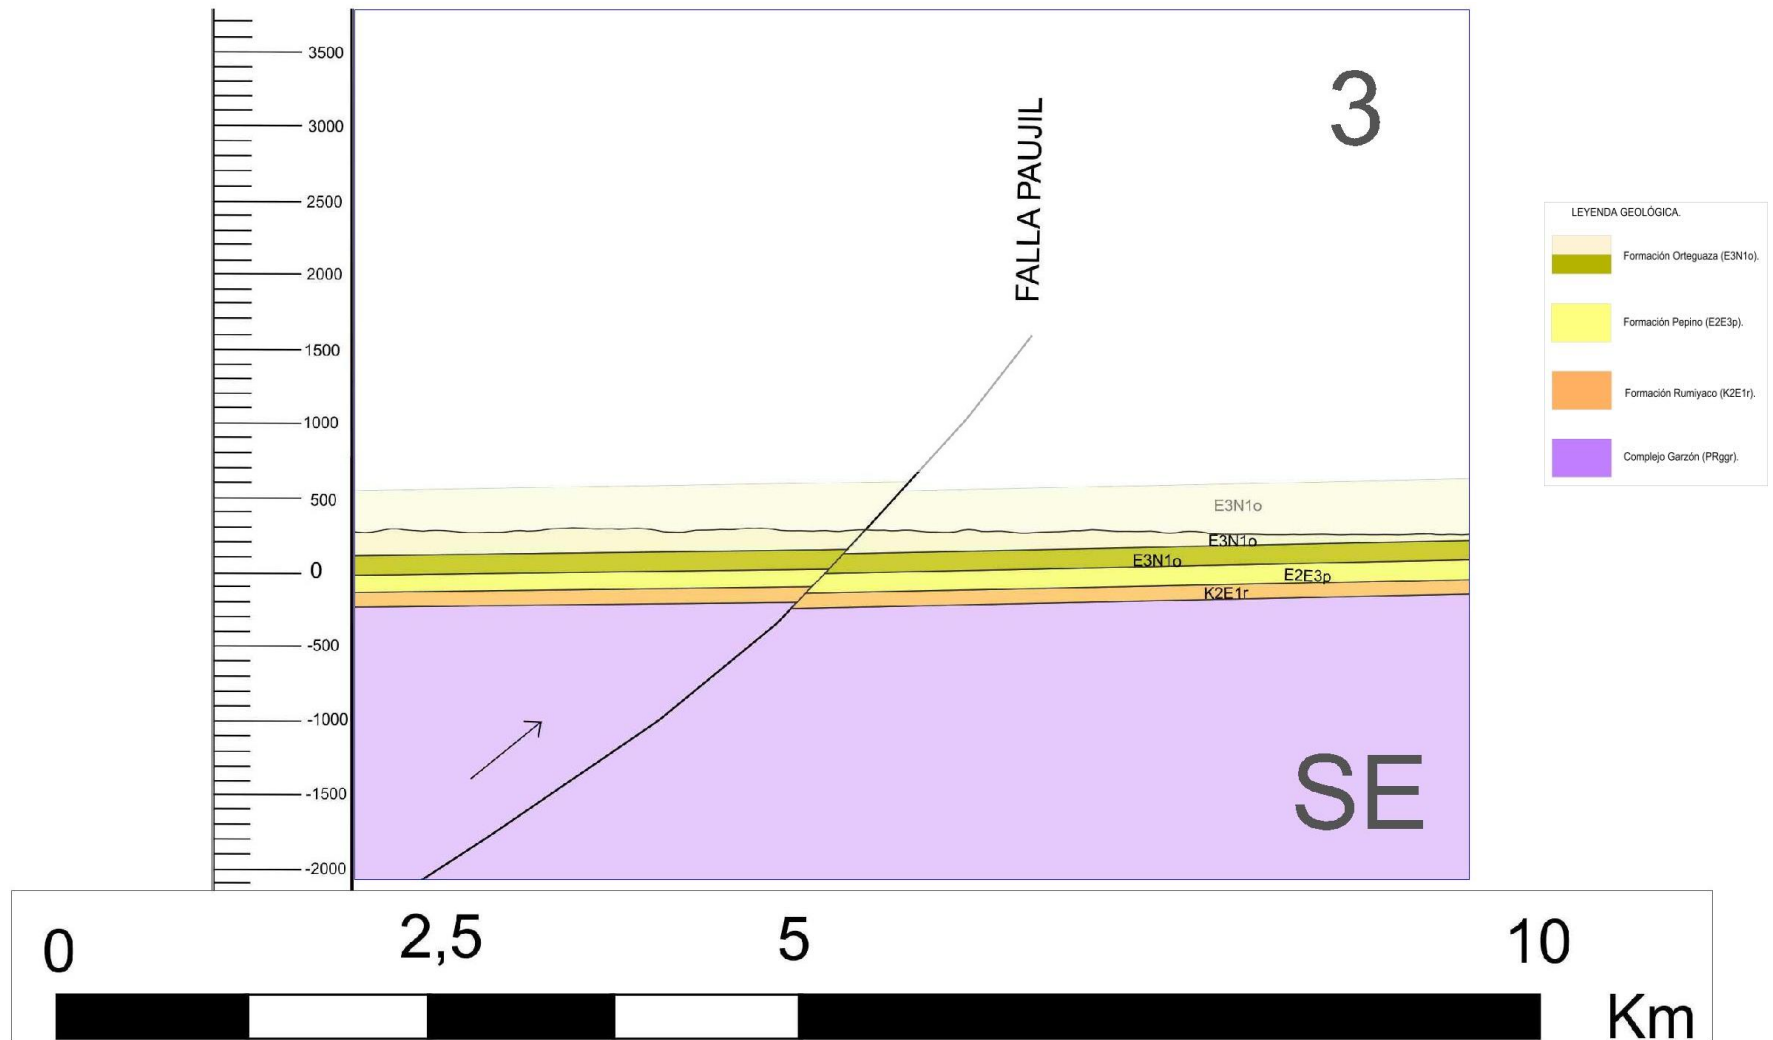 3500
3000
2500
2000
1500
1000
500
0
-500
-1000
-1500
-2000
3
FALLA PAUJIL
E3N1o
E3N1o
E3N1o
E2E3p
K2E1r
SE
LEYENDA GEOLÓGICA.
Formación Orteguaza (E3N1o).
Formación Pepino (E2E3p).
Formación Rumiyaco (K2E1r).
Complejo Garzón (PRggr).
0 2,5 5 10
Km